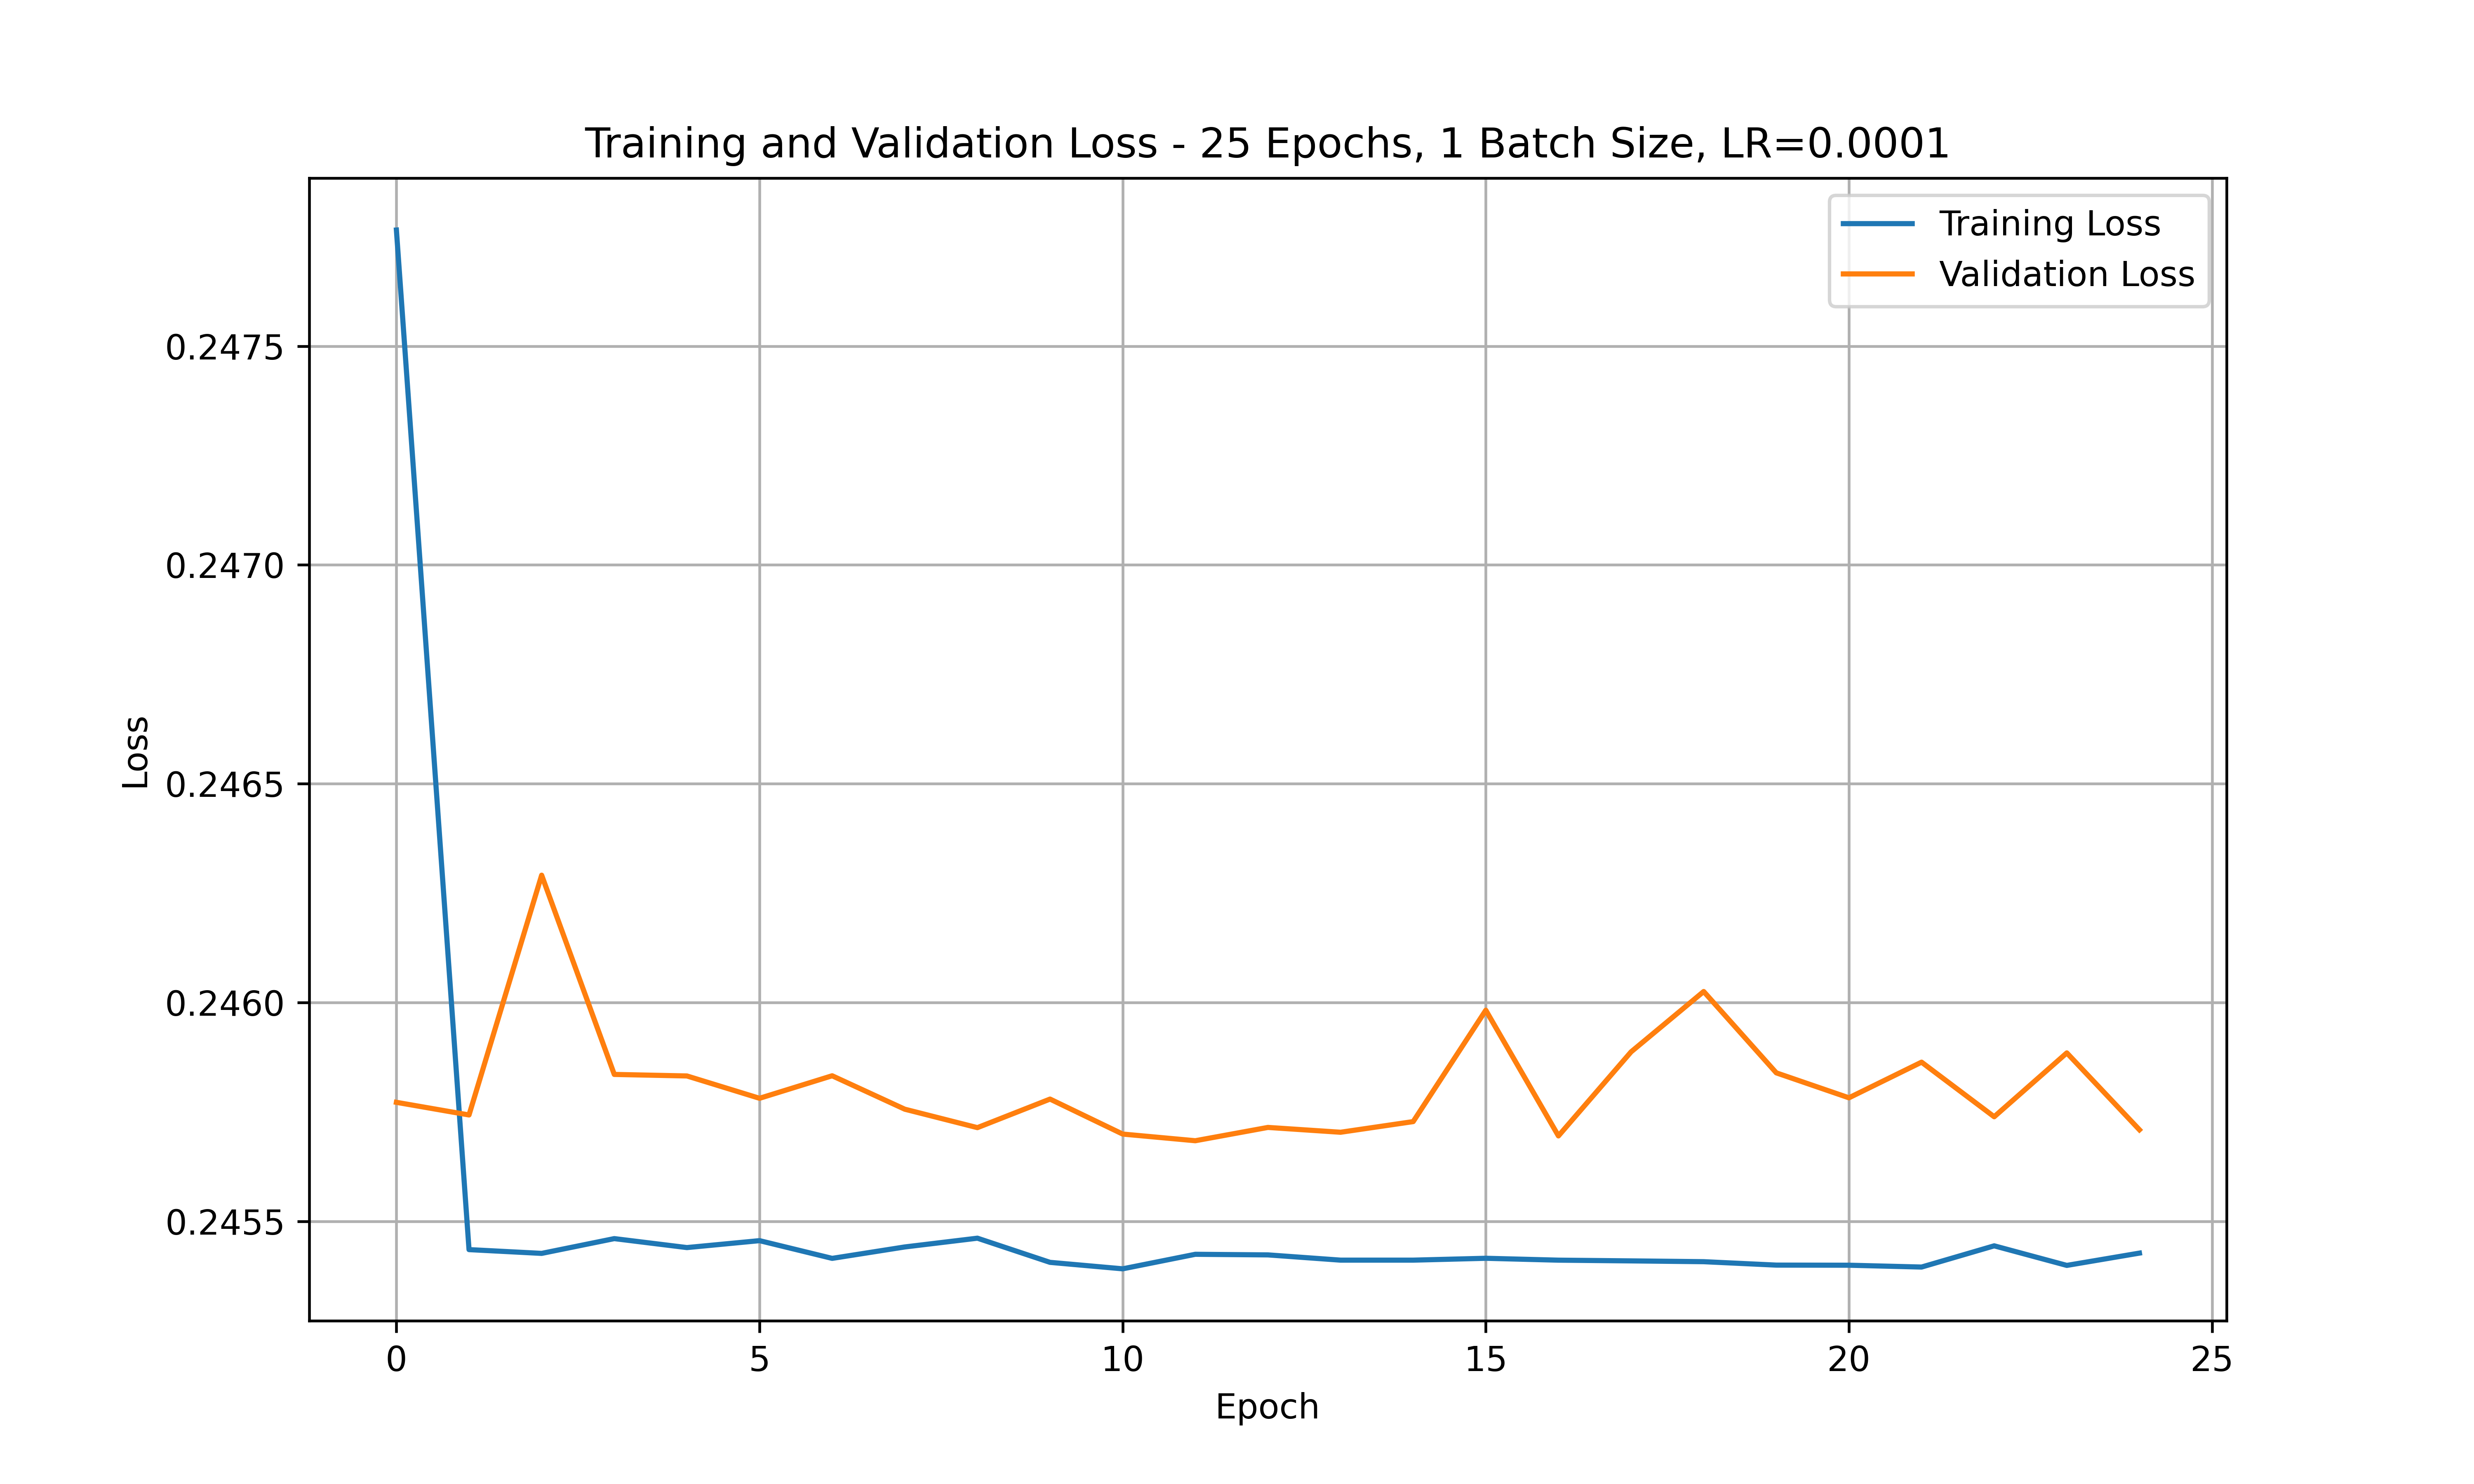 Training and Validation Loss - 25 Epochs, 1 Batch Size, LR=0.0001
Training Loss
Validation Loss
0.2475
0.2470
0.2465
0.2460
0.2455
Loss
0 5 10 15 20 25
Epoch